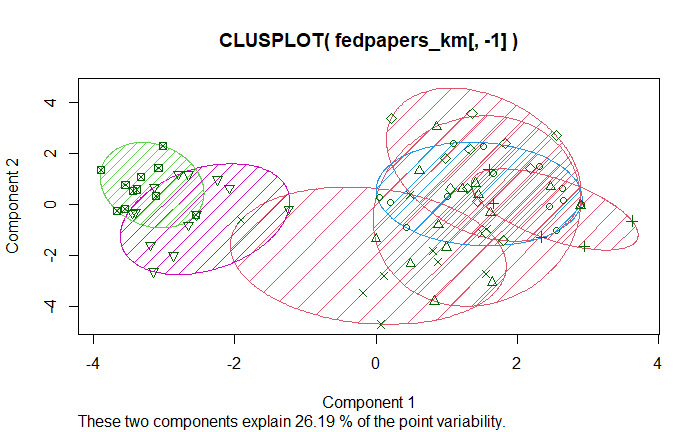 CLUSPLOT( fedpapers_km[, -1] )
Component 2
4
2
0
-2
-4
-4
-2
0
2
4
Component 1
These two components explain 26.19 % of the point variability.